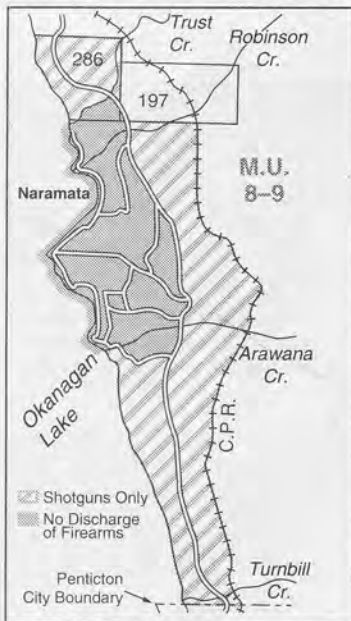 Trust
Cr.
Robinson
Cr.
286
197
M.U.
8–9
Naramata
Okanagan
Lake
Arawana
Cr.
C.P.R.
Shotguns Only
No Discharge
of Firearms
Turnbill
Cr.
Penticton
City Boundary